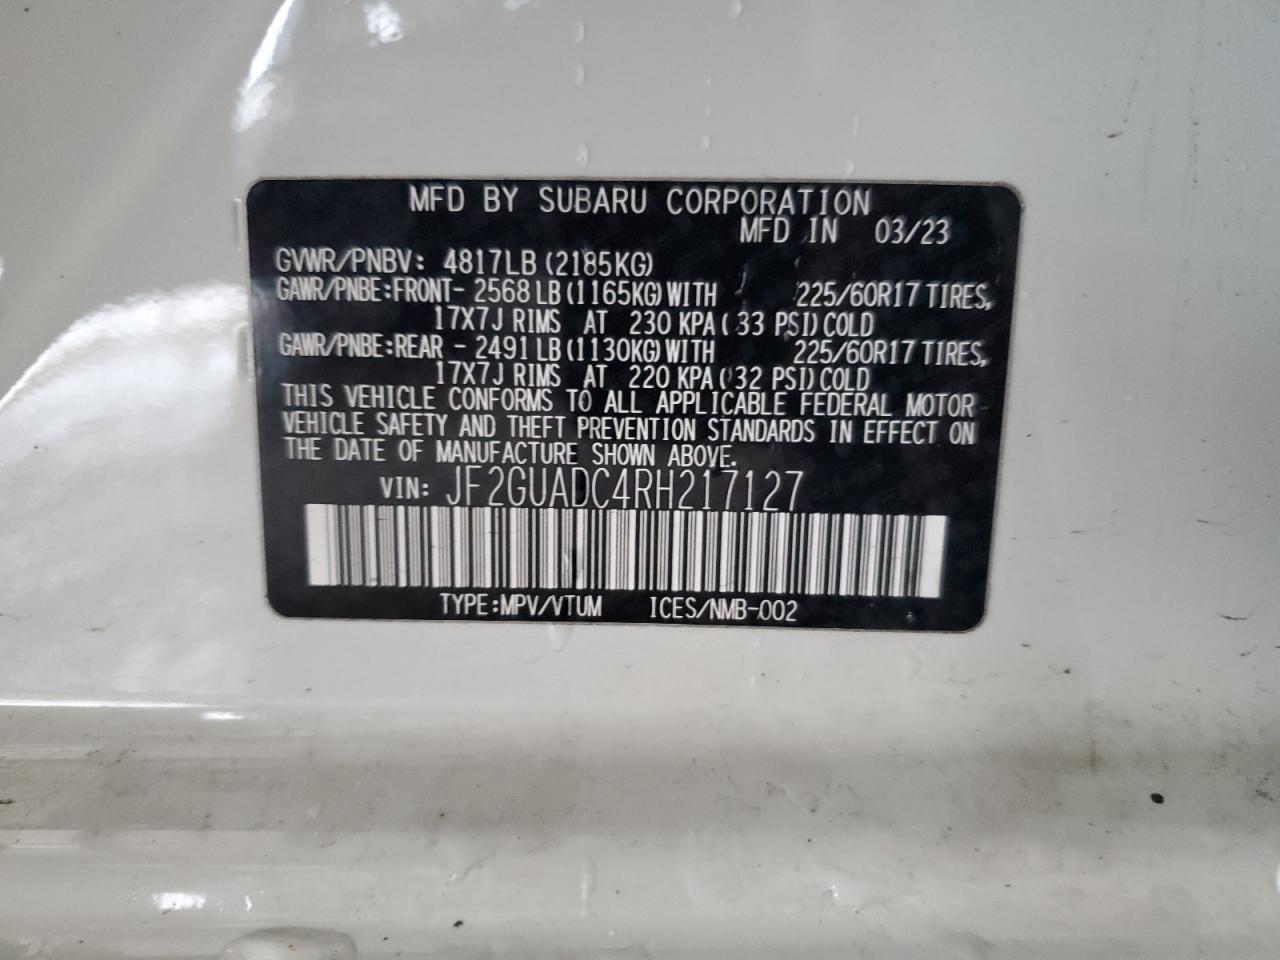 MFD BY SUBARU CORPORATION
MFD IN 03/23
GVWR/PNBV: 4817LB (2185KG)
GAWR/PNBE:FRONT- 2568 LB (1165KG) WITH 225/60R17 TIRES,
17X7J RIMS AT 230 KPA ( 33 PSI) COLD
GAWR/PNBE:REAR - 2491 LB (1130KG) WITH 225/60R17 TIRES,
17X7J RIMS AT 220 KPA ( 32 PSI) COLD
THIS VEHICLE CONFORMS TO ALL APPLICABLE FEDERAL MOTOR
VEHICLE SAFETY AND THEFT PREVENTION STANDARDS IN EFFECT ON
THE DATE OF MANUFACTURE SHOWN ABOVE.
VIN: JF2GUADC4RH217127
TYPE:MPV/VTUM ICES/NMB-002